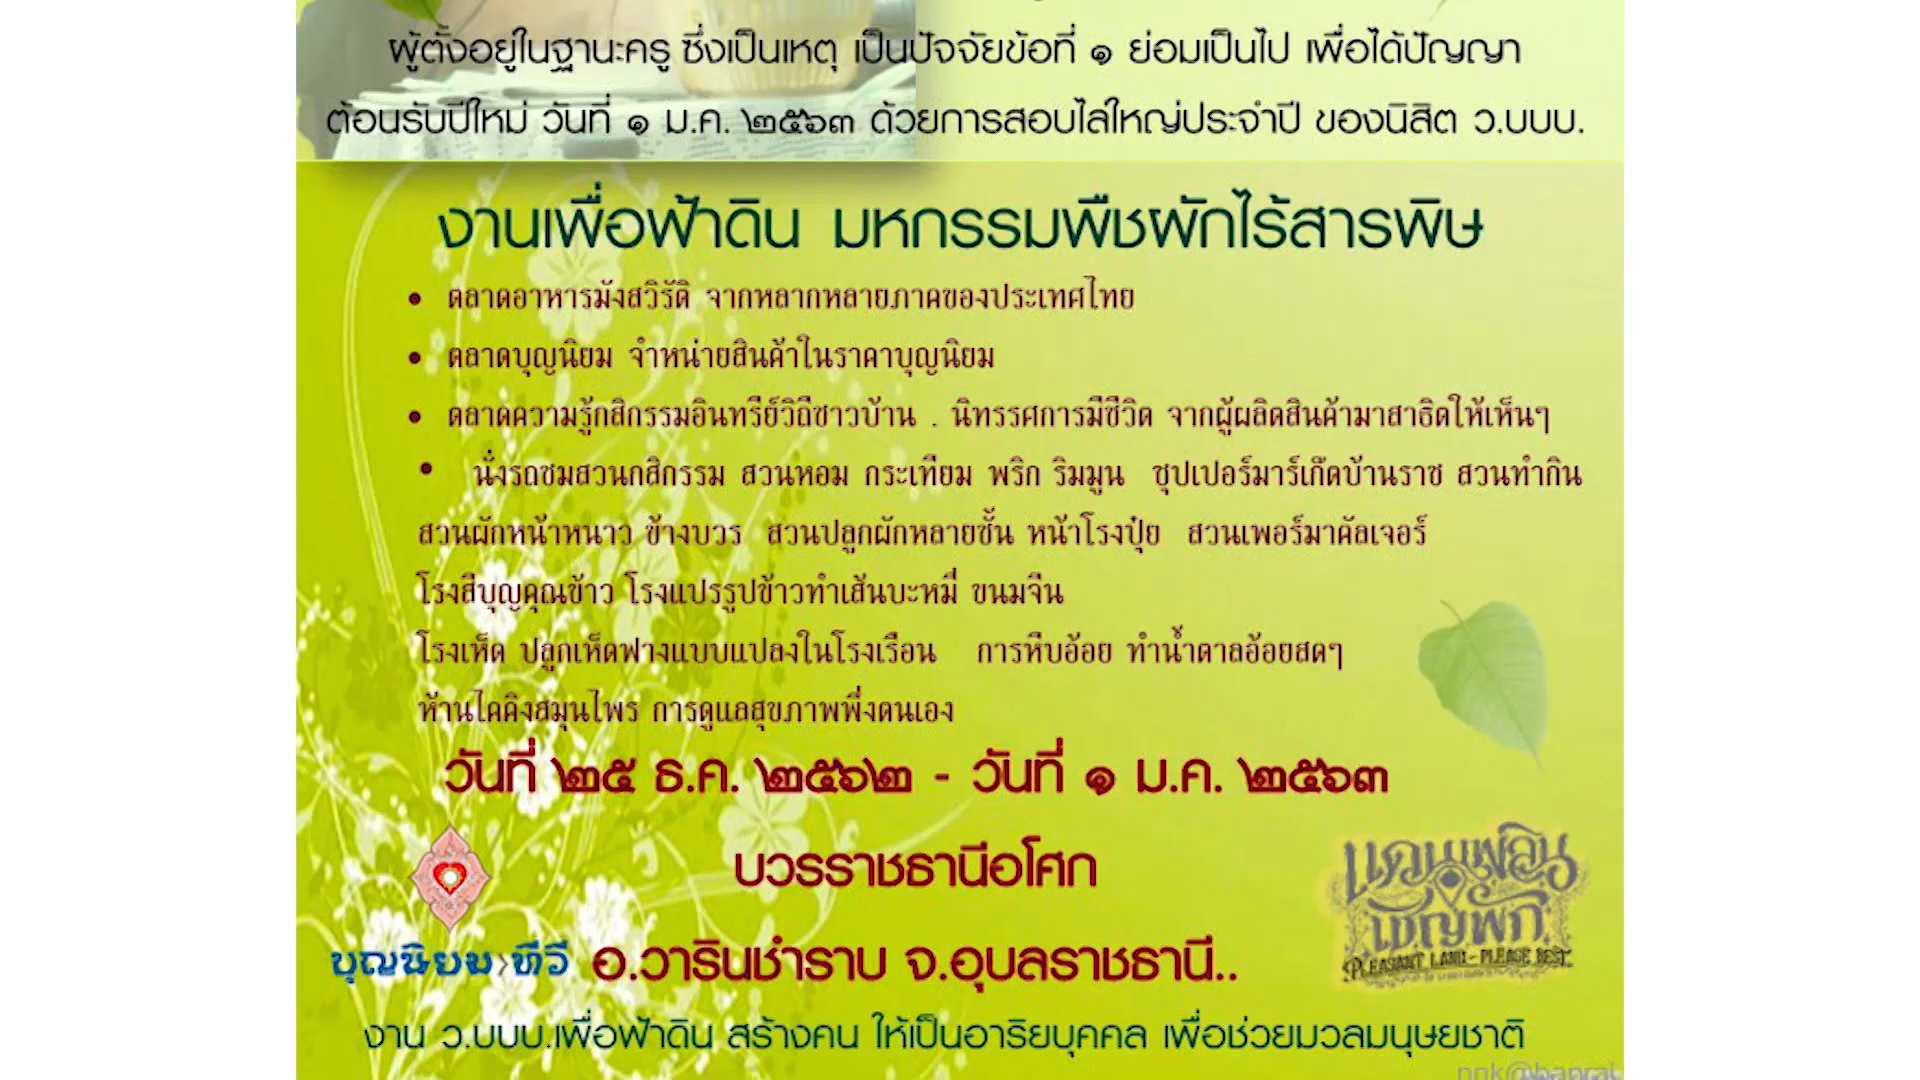 ผู้ตั้งอยู่ในฐานะครู ซึ่งเป็นเหตุ เป็นปัจจัยข้อที่ ๑ ย่อมเป็นไป เพื่อได้ปัญญา
ต้อนรับปีใหม่ วันที่ ๑ ม.ค. ๒๕๖๓ ด้วยการสอบไล่ใหญ่ประจำปี ของนิสิต ว.บบบ.
งานเพื่อฟ้าดิน มหกรรมพืชผักไร้สารพิษ
• ตลาดอาหารมังสวิรัติ จากหลากหลายภาคของประเทศไทย
• ตลาดบุญนิยม จำหน่ายสินค้าในราคาบุญนิยม
• ตลาดความรู้กสิกรรมอินทรีย์วิถีชาวบ้าน . นิทรรศการมีชีวิต จากผู้ผลิตสินค้ามาสาธิตให้เห็นๆ
• นั่งรถชมสวนกสิกรรม สวนหอม กระเทียม พริก ริมมูน ซุปเปอร์มาร์เก็ตบ้านราช สวนทำกิน
สวนผักหน้าหนาว ข้างบวร สวนปลูกผักหลายชั้น หน้าโรงปุ๋ย สวนเพอร์มาคัลเจอร์
โรงสีบุญคุณข้าว โรงแปรรูปข้าวทำเส้นบะหมี่ ขนมจีน
โรงเห็ด ปลูกเห็ดฟางแบบแปลงในโรงเรือน การหีบอ้อย ทำน้ำตาลอ้อยสดๆ
ห้านไคคิงสมุนไพร การดูแลสุขภาพพึ่งตนเอง
วันที่ ๒๕ ธ.ค. ๒๕๖๒ - วันที่ ๑ ม.ค. ๒๕๖๓
บวรราชธานีอโศก
แดนเพลิน
เชิญพัก
PLEASANT LAND - PLEASE REST
บุญนิยม ทีวี
อ.วารินชำราบ จ.อุบลราชธานี..
งาน ว.บบบ.เพื่อฟ้าดิน สร้างคน ให้เป็นอาริยบุคคล เพื่อช่วยมวลมนุษยชาติ